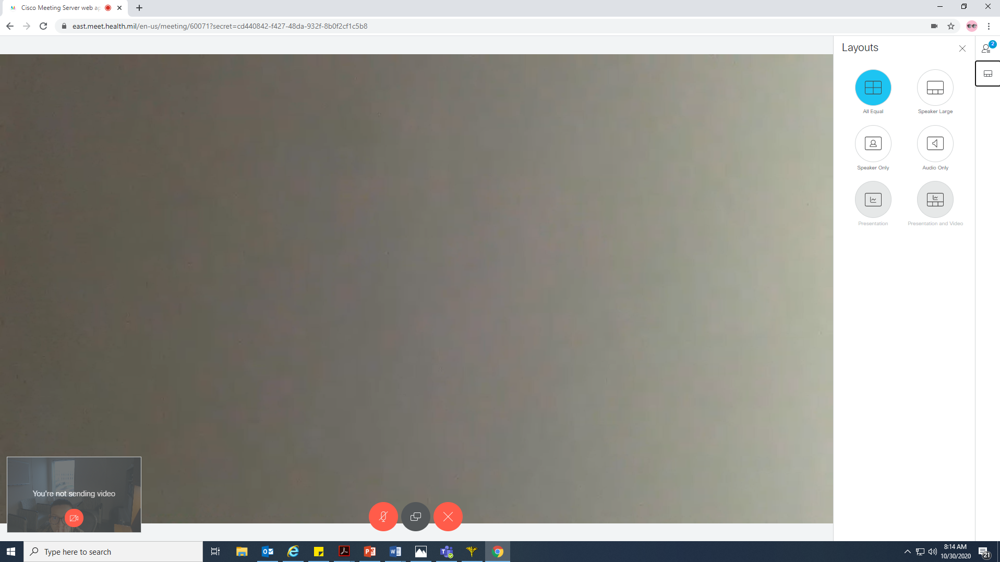 Cisco Meeting Server web ap
east.meet.health.mil/en-us/meeting/60071?secret=cd440842-f427-48da-932f-8b0f2cf1c5b8
Layouts
2
All Equal
Speaker Large
Speaker Only
Audio Only
Presentation
Presentation and Video
You're not sending video
Type here to search
8:14 AM
10/30/2020
21